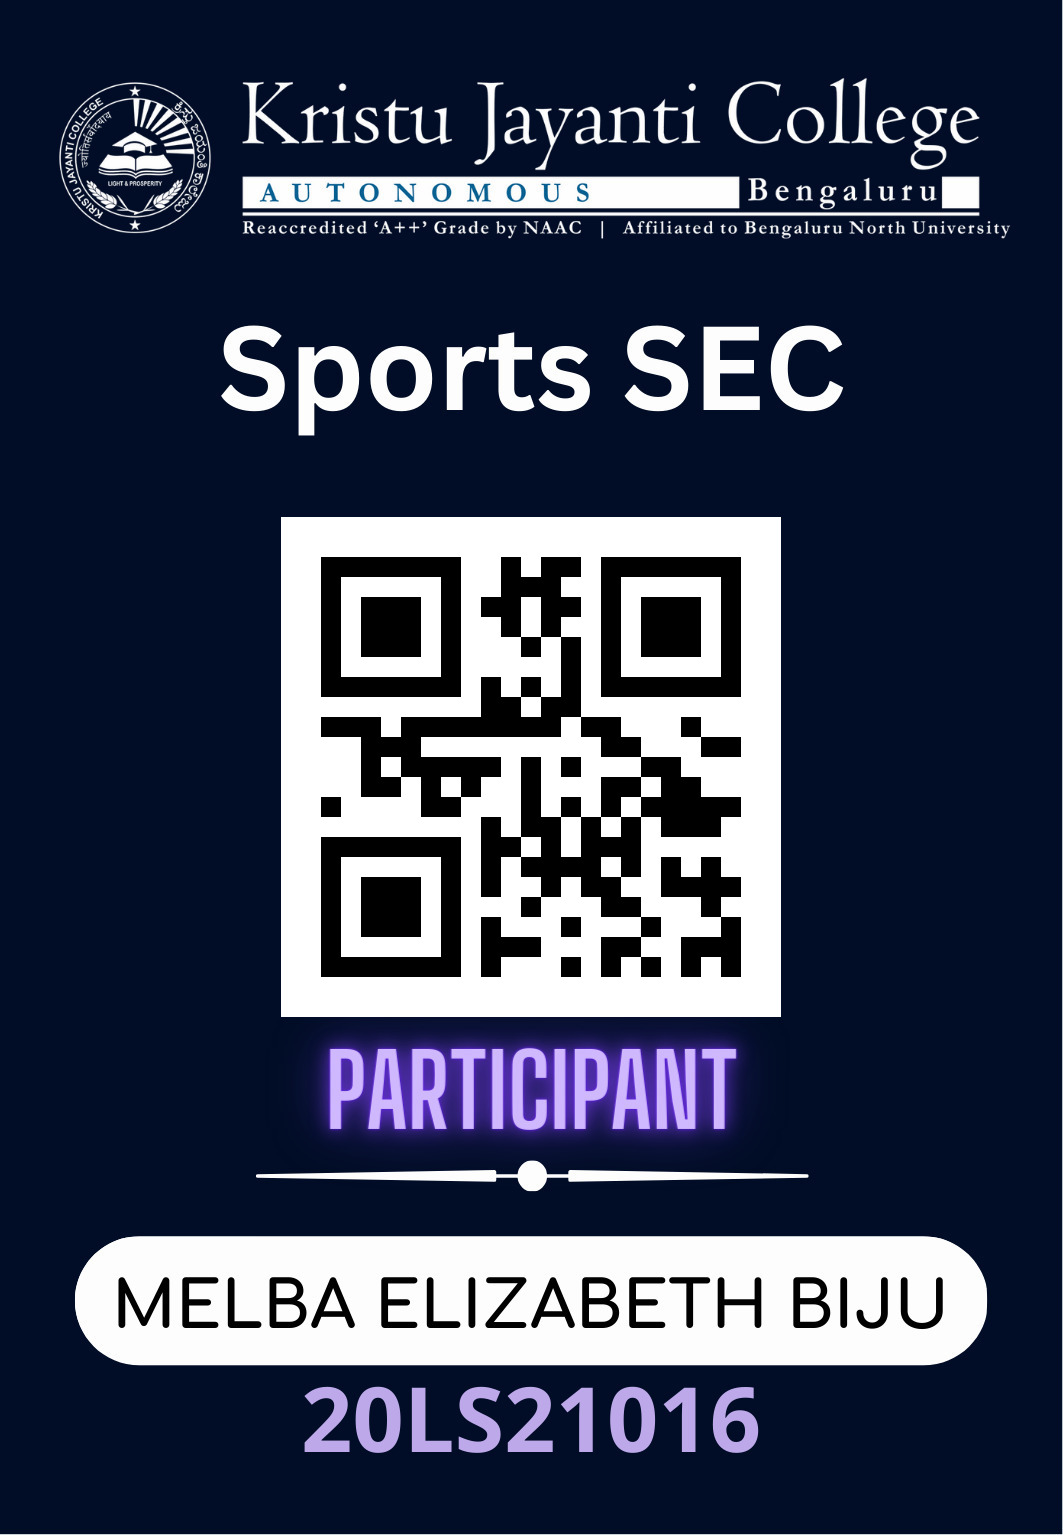 Kristu Jayanti College
AUTONOMOUS Bengaluru
Reaccredited ‘A++’ Grade by NAAC | Affiliated to Bengaluru North University
KRISTU JAYANTI COLLEGE
LIGHT & PROSPERITY
Sports SEC
PARTICIPANT
MELBA ELIZABETH BIJU
20LS21016